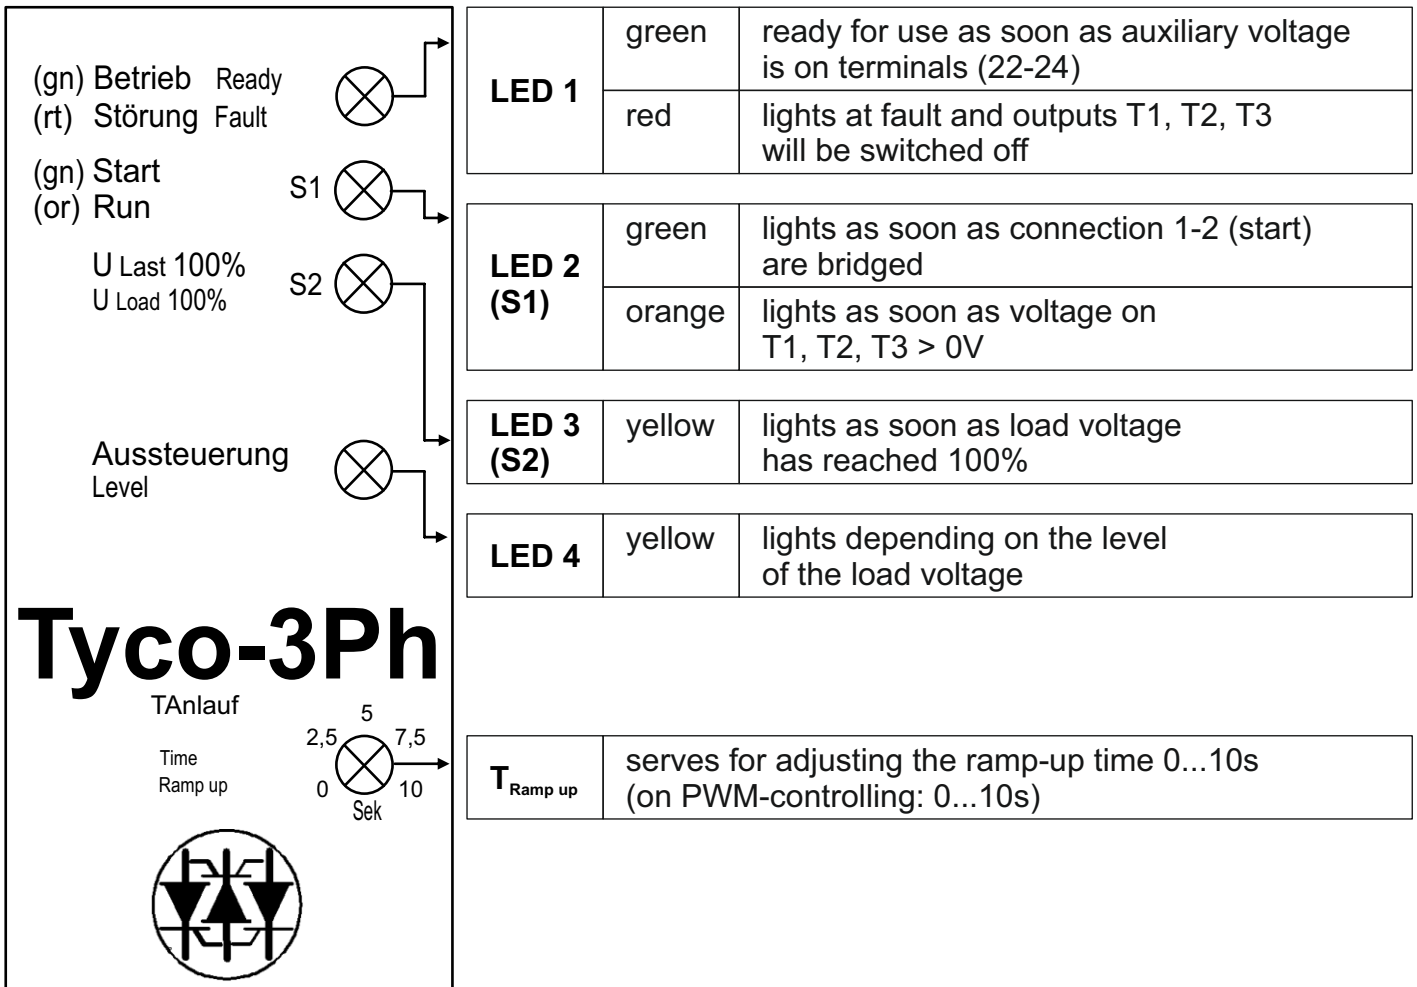 (gn) Betrieb Ready
(rt) Störung Fault
(gn) Start
(or) Run
S1
U Last 100%
U Load 100%
S2
Aussteuerung
Level
Tyco-3Ph
TAnlauf
Time
Ramp up
5
2,5 7,5
0 10
Sek
LED 1
green
ready for use as soon as auxiliary voltage
is on terminals (22-24)
red
lights at fault and outputs T1, T2, T3
will be switched off
LED 2
(S1)
green
lights as soon as connection 1-2 (start)
are bridged
orange
lights as soon as voltage on
T1, T2, T3 > 0V
LED 3
(S2)
yellow
lights as soon as load voltage
has reached 100%
LED 4
yellow
lights depending on the level
of the load voltage
T Ramp up
serves for adjusting the ramp-up time 0...10s
(on PWM-controlling: 0...10s)